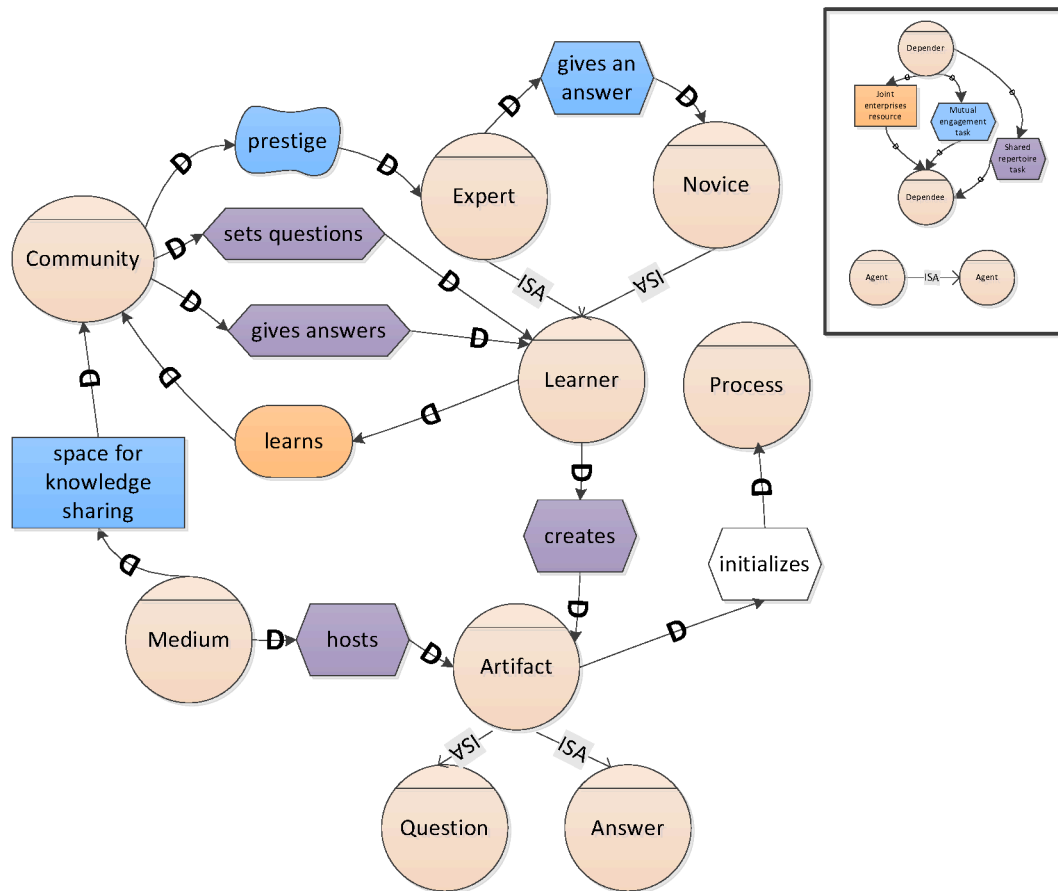 gives an
answer
D
D
prestige
D
D
Expert
Novice
Community
sets questions
D
D
ISA
ISA
gives answers
D
D
Learner
Process
D
D
learns
D
space for
knowledge
sharing
D
D
creates
D
initializes
D
D
Medium
D
hosts
D
Artifact
D
ISA
ISA
Question
Answer
Depender
D
D
D
Joint
enterprises
resource
Mutual
engagement
task
Shared
repertoire
task
D
D
D
Dependee
Agent
ISA
Agent